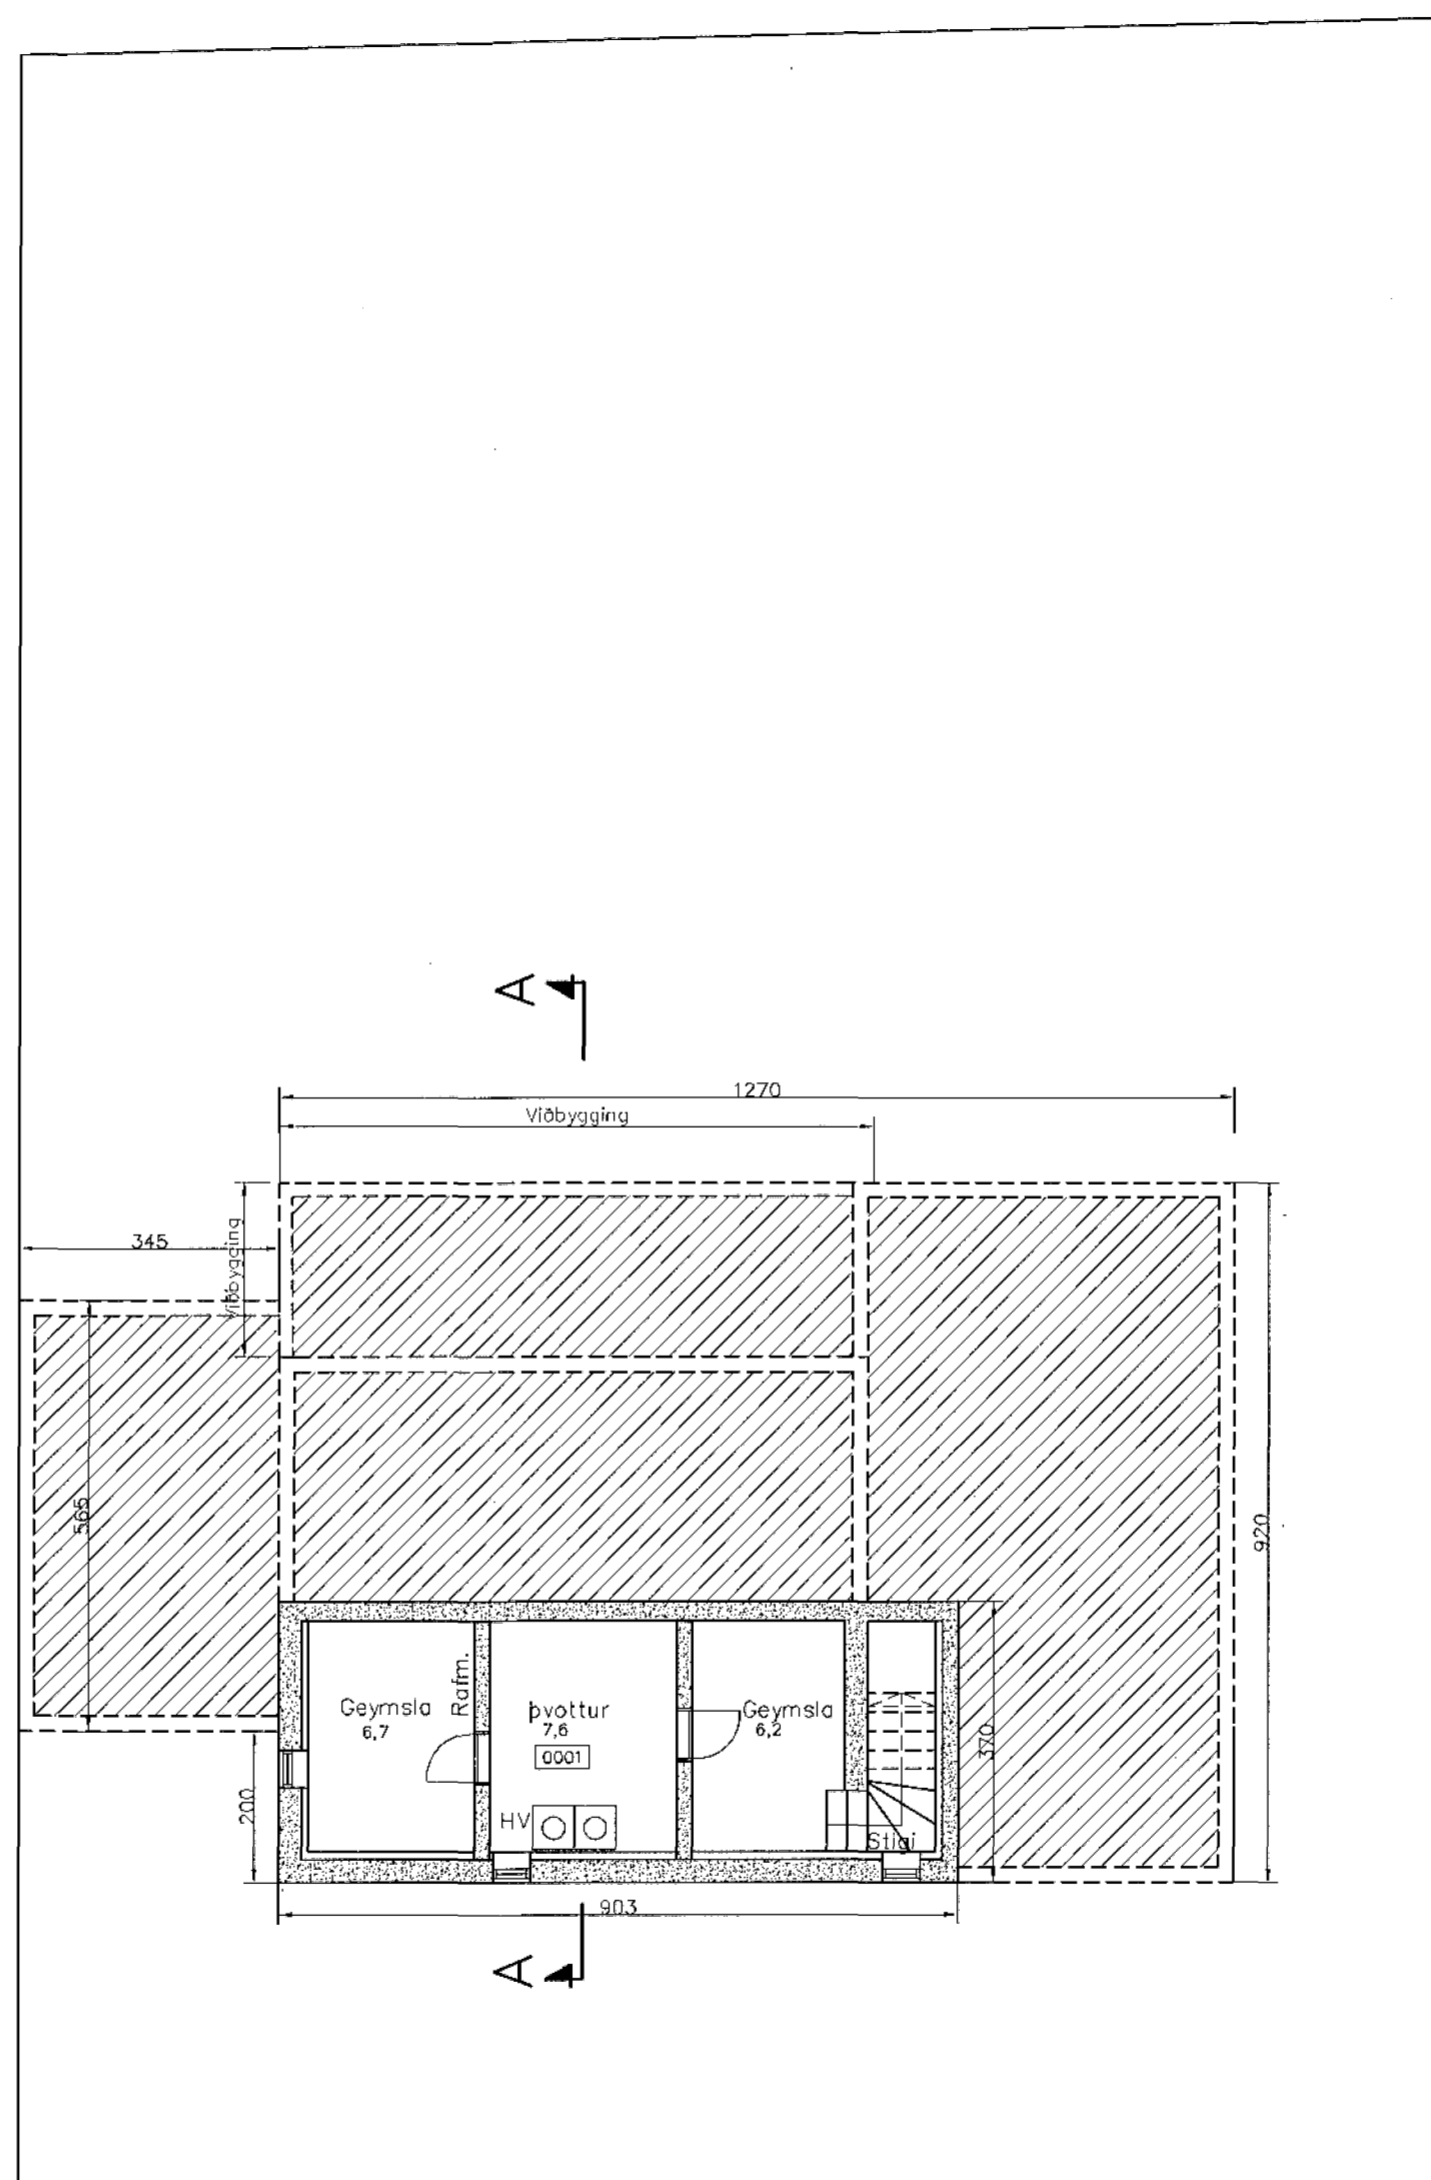 A
1270
Viðbygging
345
Viðbygging
565
920
Geymsla
6,7
Rafm.
Þvottur
7,6
0001
Geymsla
6,2
370
200
HV
Stigi
903
A